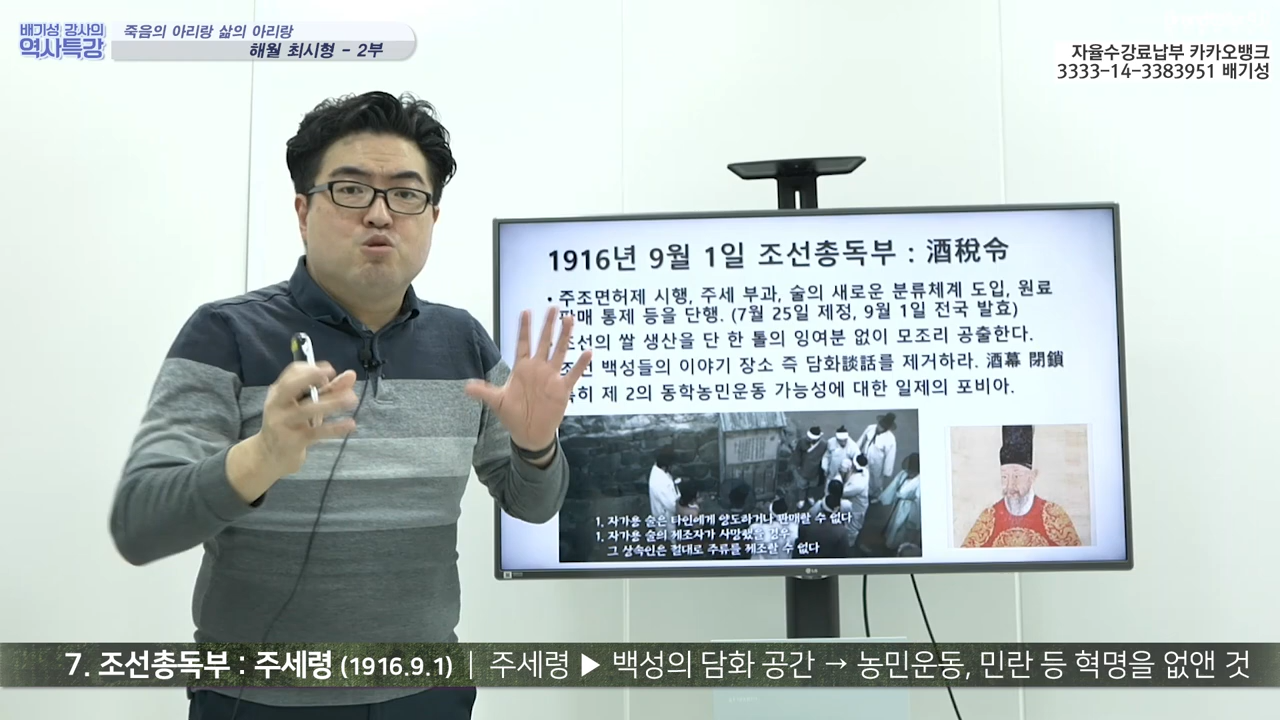 배기성 강사의
역사특강
죽음의 아리랑 삶의 아리랑
해월 최시형 - 2부
자율수강료납부 카카오뱅크
3333-14-3383951 배기성
1916년 9월 1일 조선총독부 : 酒稅令
• 주조면허제 시행, 주세 부과, 술의 새로운 분류체계 도입, 원료
판매 통제 등을 단행. (7월 25일 제정, 9월 1일 전국 발효)
조선의 쌀 생산을 단 한 톨의 잉여분 없이 모조리 공출한다.
조선 백성들의 이야기 장소 즉 담화談話를 제거하라. 酒幕 閉鎖
특히 제 2의 동학농민운동 가능성에 대한 일제의 포비아.
1. 자가용 술은 타인에게 양도하거나 판매할 수 없다
1. 자가용 술의 제조자가 사망했을 경우
그 상속인은 절대로 주류를 제조할 수 없다
LG
7. 조선총독부 : 주세령 (1916.9.1) | 주세령 ▶ 백성의 담화 공간 → 농민운동, 민란 등 혁명을 없앤 것